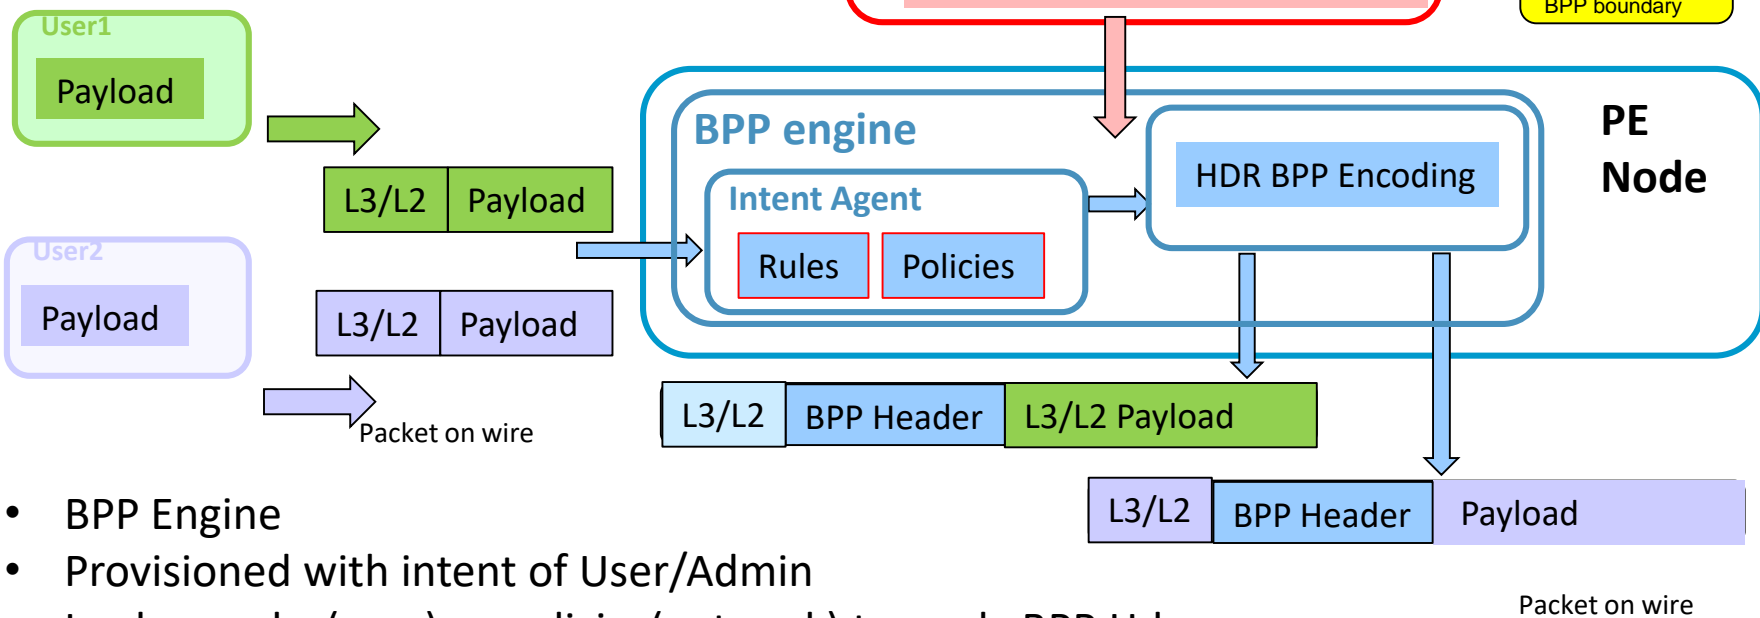 User1
BPP boundary
Payload
PE
Node
BPP engine
HDR BPP Encoding
L3/L2 Payload
Intent Agent
User2
Rules Policies
Payload
L3/L2 Payload
L3/L2 BPP Header L3/L2 Payload
Packet on wire
L3/L2 BPP Header Payload
• BPP Engine
• Provisioned with intent of User/Admin
Packet on wire